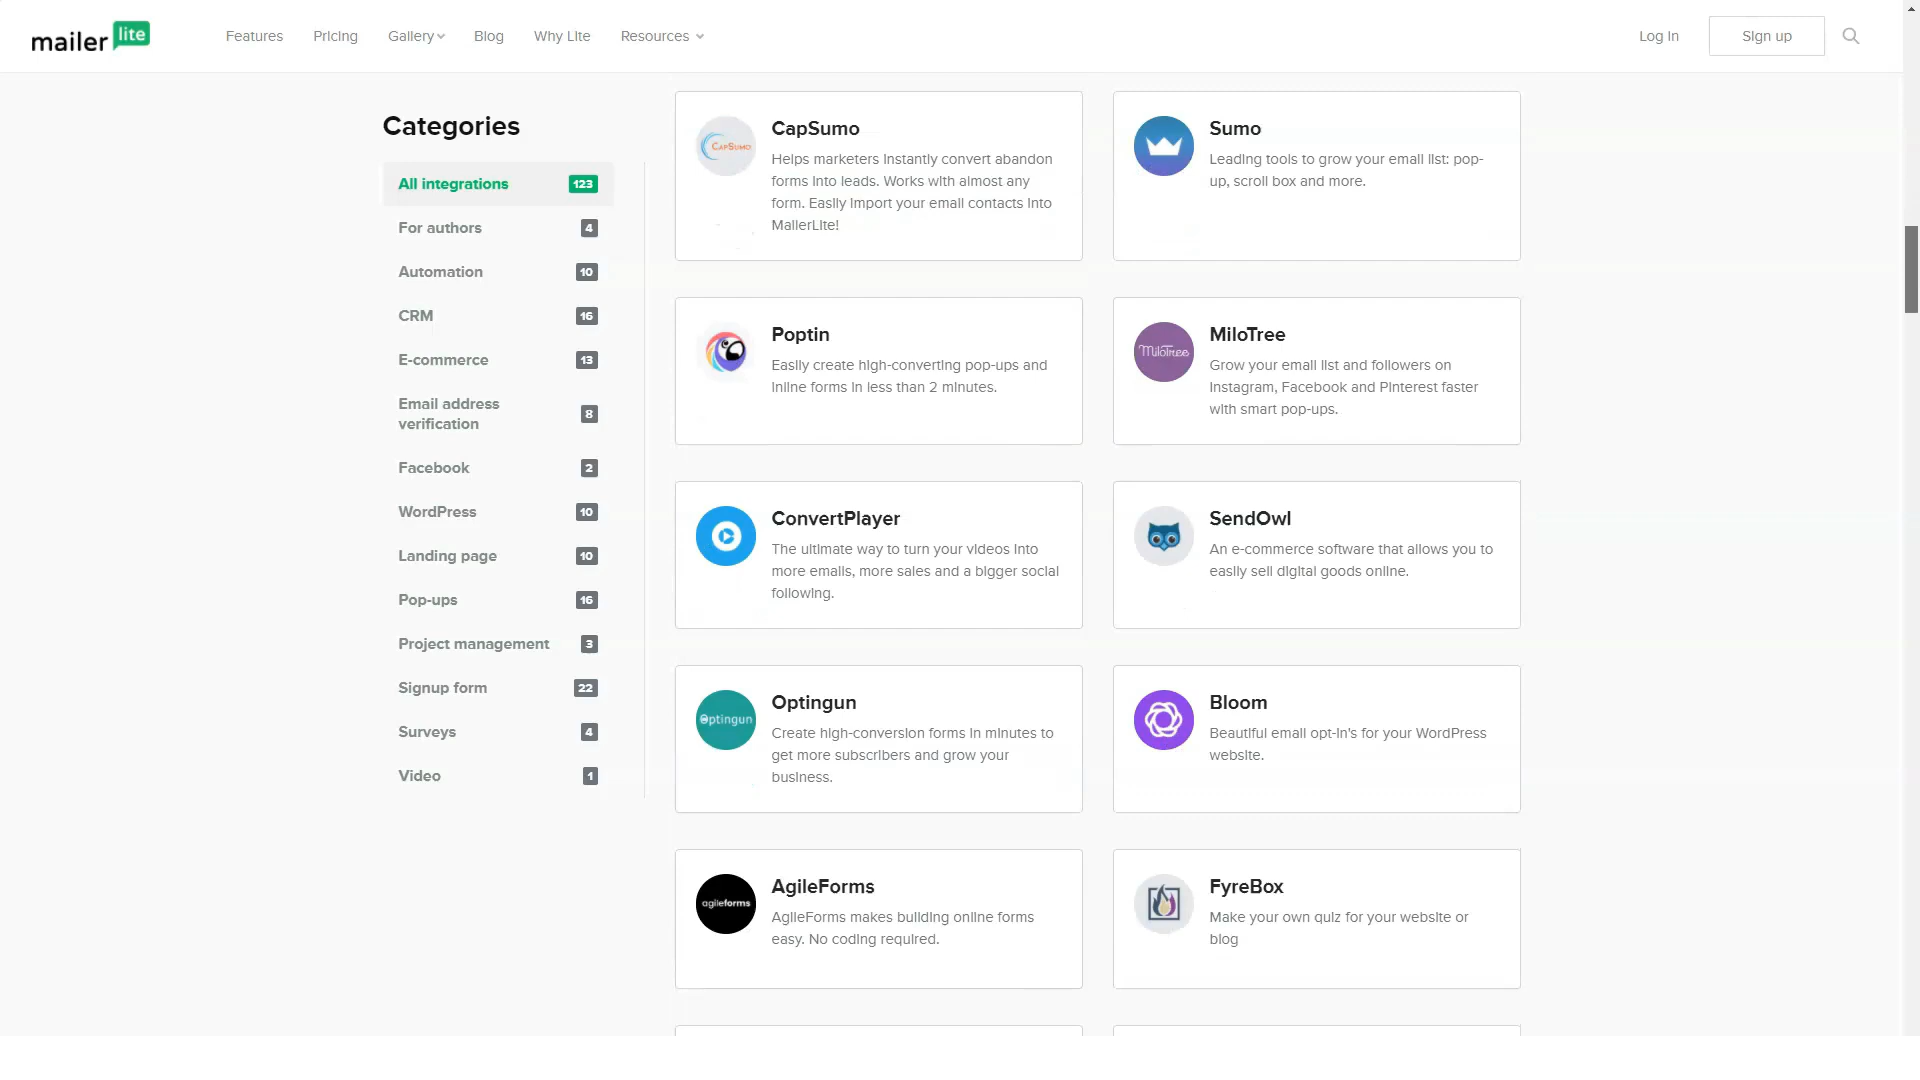 mailer lite
Features
Pricing
Gallery
Blog
Why Lite
Resources
Log in
Sign up
Categories
All integrations 123
For authors 4
Automation 10
CRM 16
E-commerce 13
Email address
verification 8
Facebook 2
WordPress 10
Landing page 10
Pop-ups 16
Project management 3
Signup form 22
Surveys 4
Video 1
CAPSUMO
CapSumo
Helps marketers instantly convert abandon
forms into leads. Works with almost any
form. Easily import your email contacts into
MailerLite!
Sumo
Leading tools to grow your email list: pop-
up, scroll box and more.
Poptin
Easily create high-converting pop-ups and
inline forms in less than 2 minutes.
MiloTree
MiloTree
Grow your email list and followers on
Instagram, Facebook and Pinterest faster
with smart pop-ups.
ConvertPlayer
The ultimate way to turn your videos into
more emails, more sales and a bigger social
following.
SendOwl
An e-commerce software that allows you to
easily sell digital goods online.
Optingun
Optingun
Create high-conversion forms in minutes to
get more subscribers and grow your
business.
Bloom
Beautiful email opt-in's for your WordPress
website.
agileforms
AgileForms
AgileForms makes building online forms
easy. No coding required.
FyreBox
Make your own quiz for your website or
blog